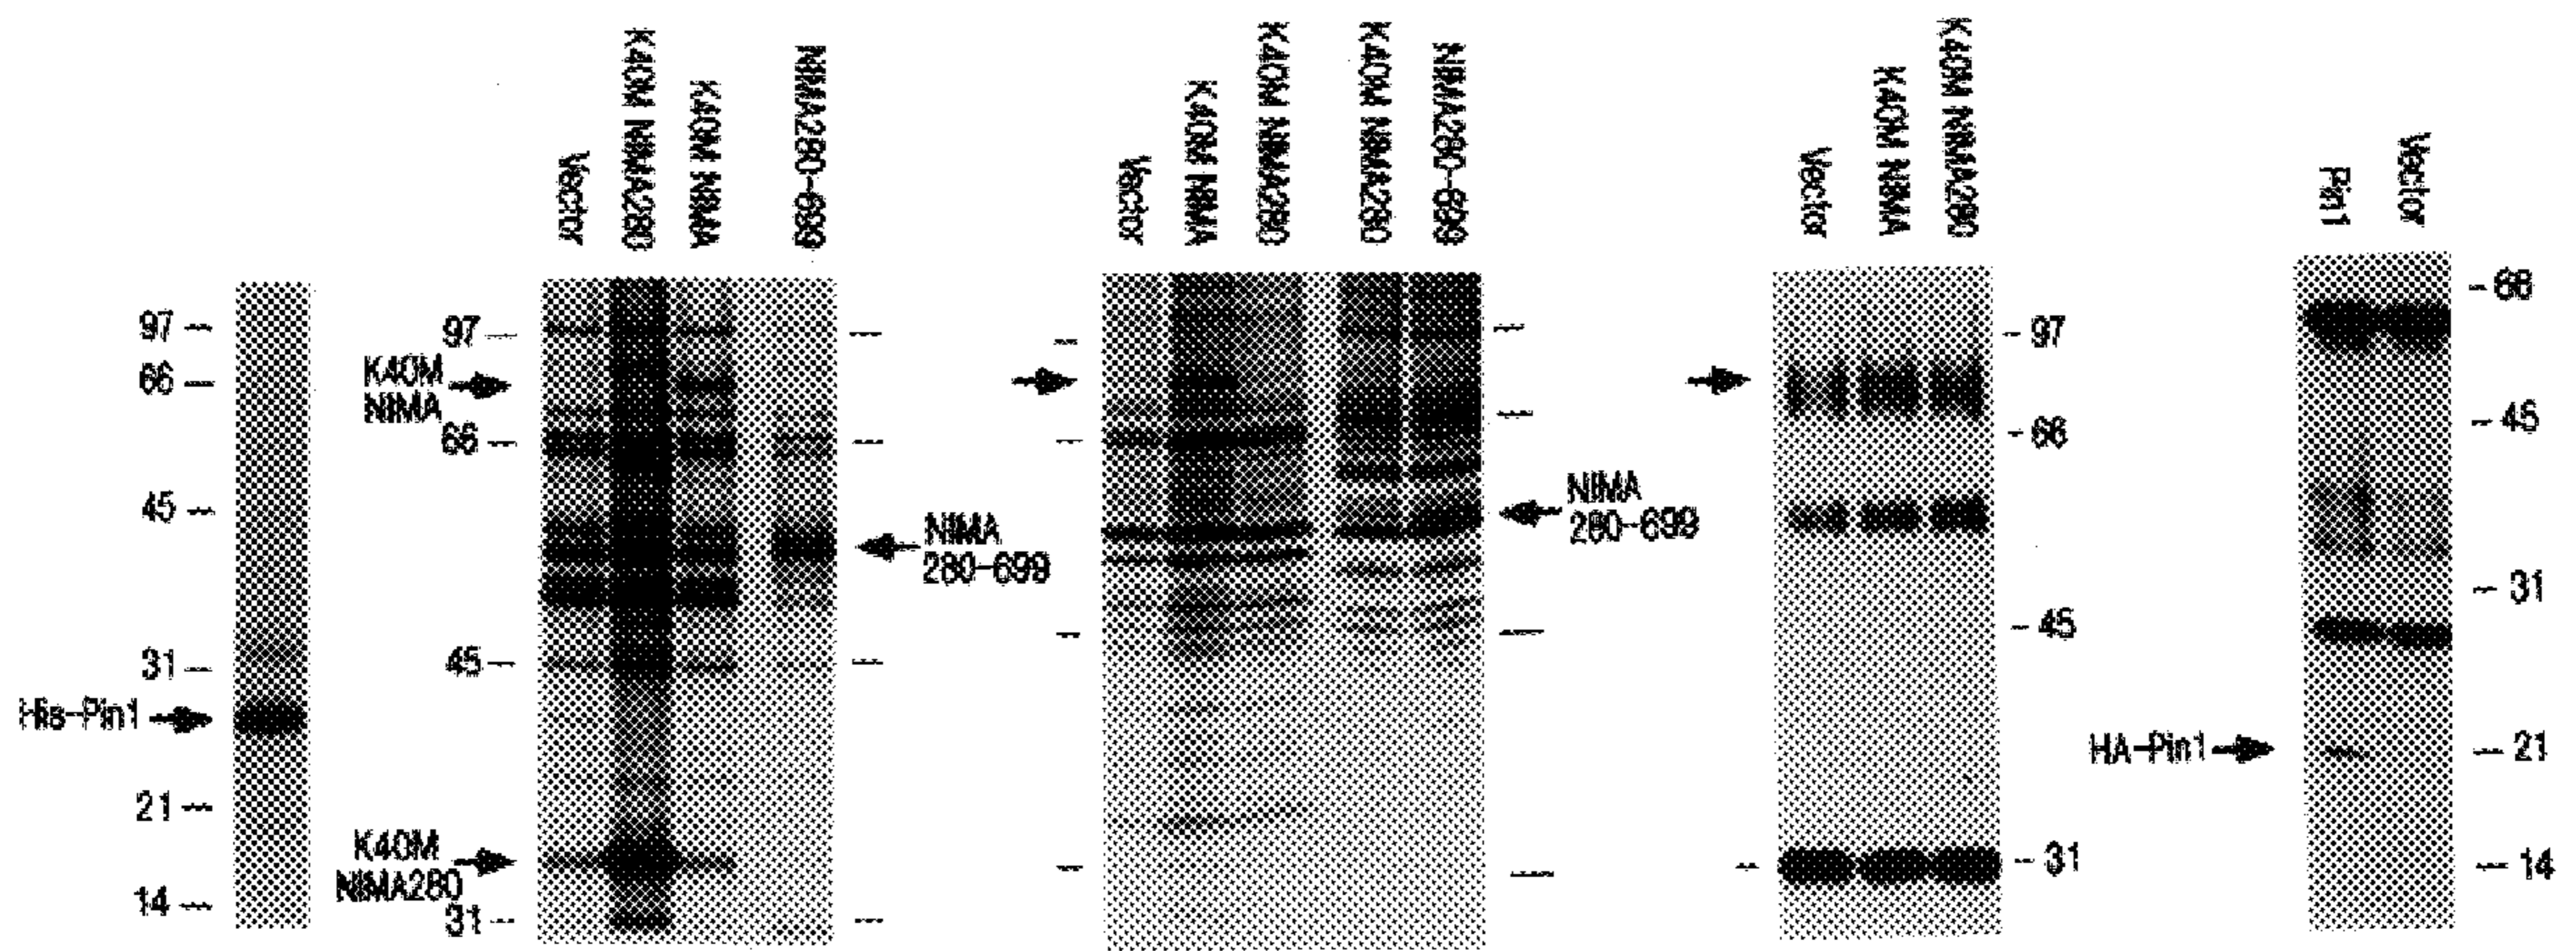 97
66
45
31
His-Pin1
21
14
Vector
K40M NIMA280
K40M NIMA
NIMA280-699
97
K40M
NIMA
66
45
K40M
NIMA280
31
NIMA
280-699
Vector
K40M NIMA
K40M NIMA280
K40M NIMA280
NIMA280-699
NIMA
280-699
Vector
K40M NIMA
K40M NIMA280
97
66
45
31
Pin1
Vector
68
45
31
HA-Pin1
21
14